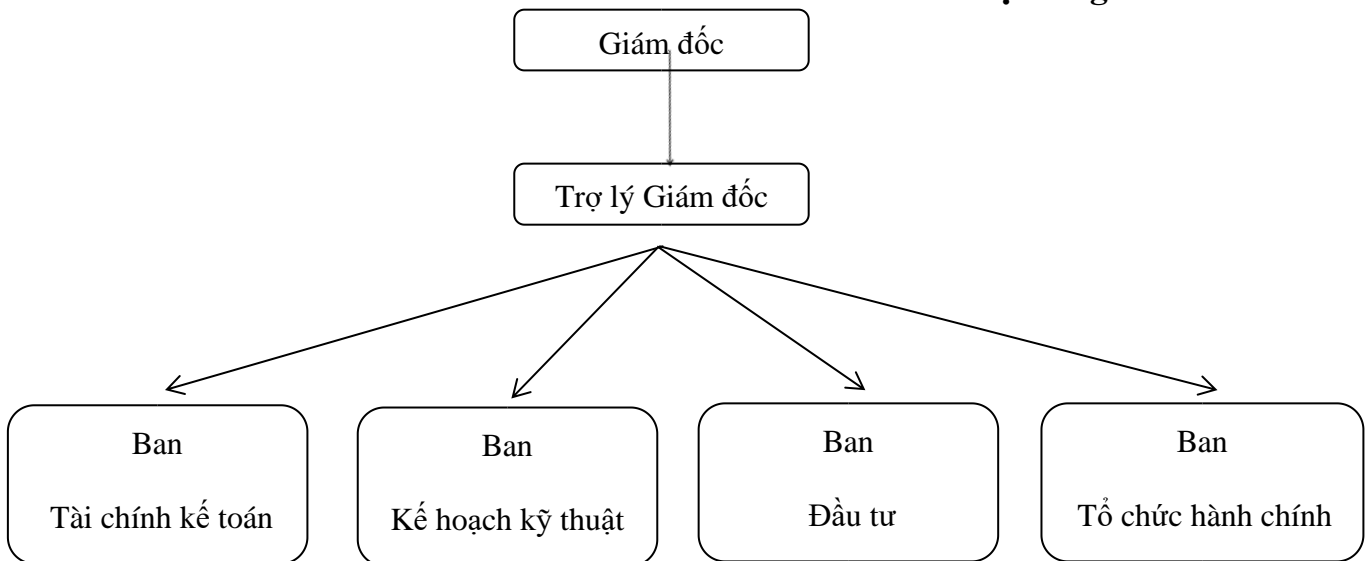 Giám đốc
Trợ lý Giám đốc
Ban
Tài chính kế toán
Ban
Kế hoạch kỹ thuật
Ban
Đầu tư
Ban
Tổ chức hành chính